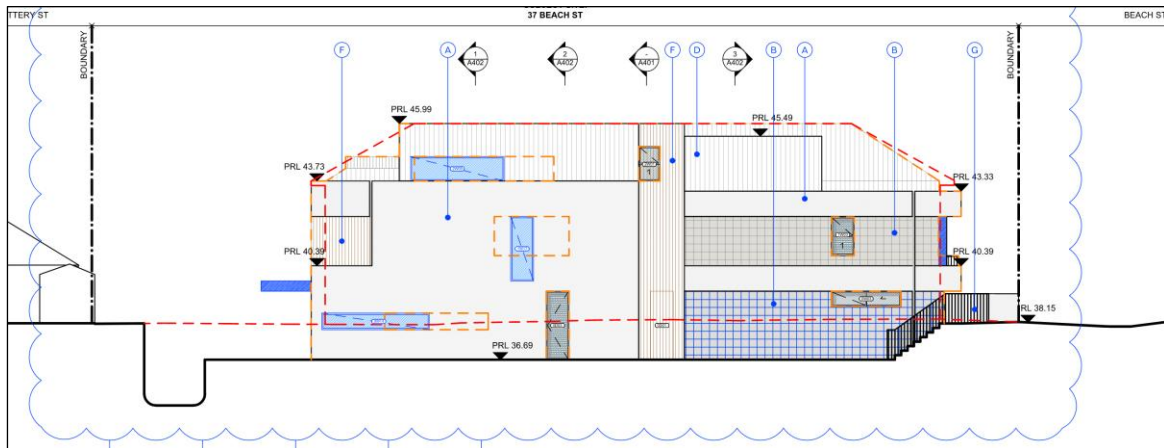 TTERY ST
37 BEACH ST
BEACH ST
BOUNDARY
BOUNDARY
F
A
1
A402
2
A402
-
A401
F
D
3
A402
A
B
B
G
PRL 45.99
PRL 45.49
PRL 43.73
PRL 43.33
PRL 40.39
PRL 40.39
RL 38.15
PRL 36.69
1
1